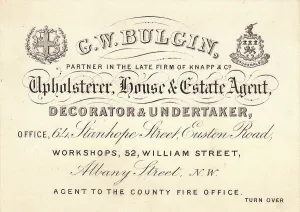 G. W. BULGIN,
PARTNER IN THE LATE FIRM OF KNAPP & Co.
Upholsterer, House & Estate Agent,
DECORATOR & UNDERTAKER,
OFFICE, 64, Stanhope Street, Euston Road,
WORKSHOPS, 52, WILLIAM STREET,
Albany Street, N.W.
AGENT TO THE COUNTY FIRE OFFICE.
TURN OVER